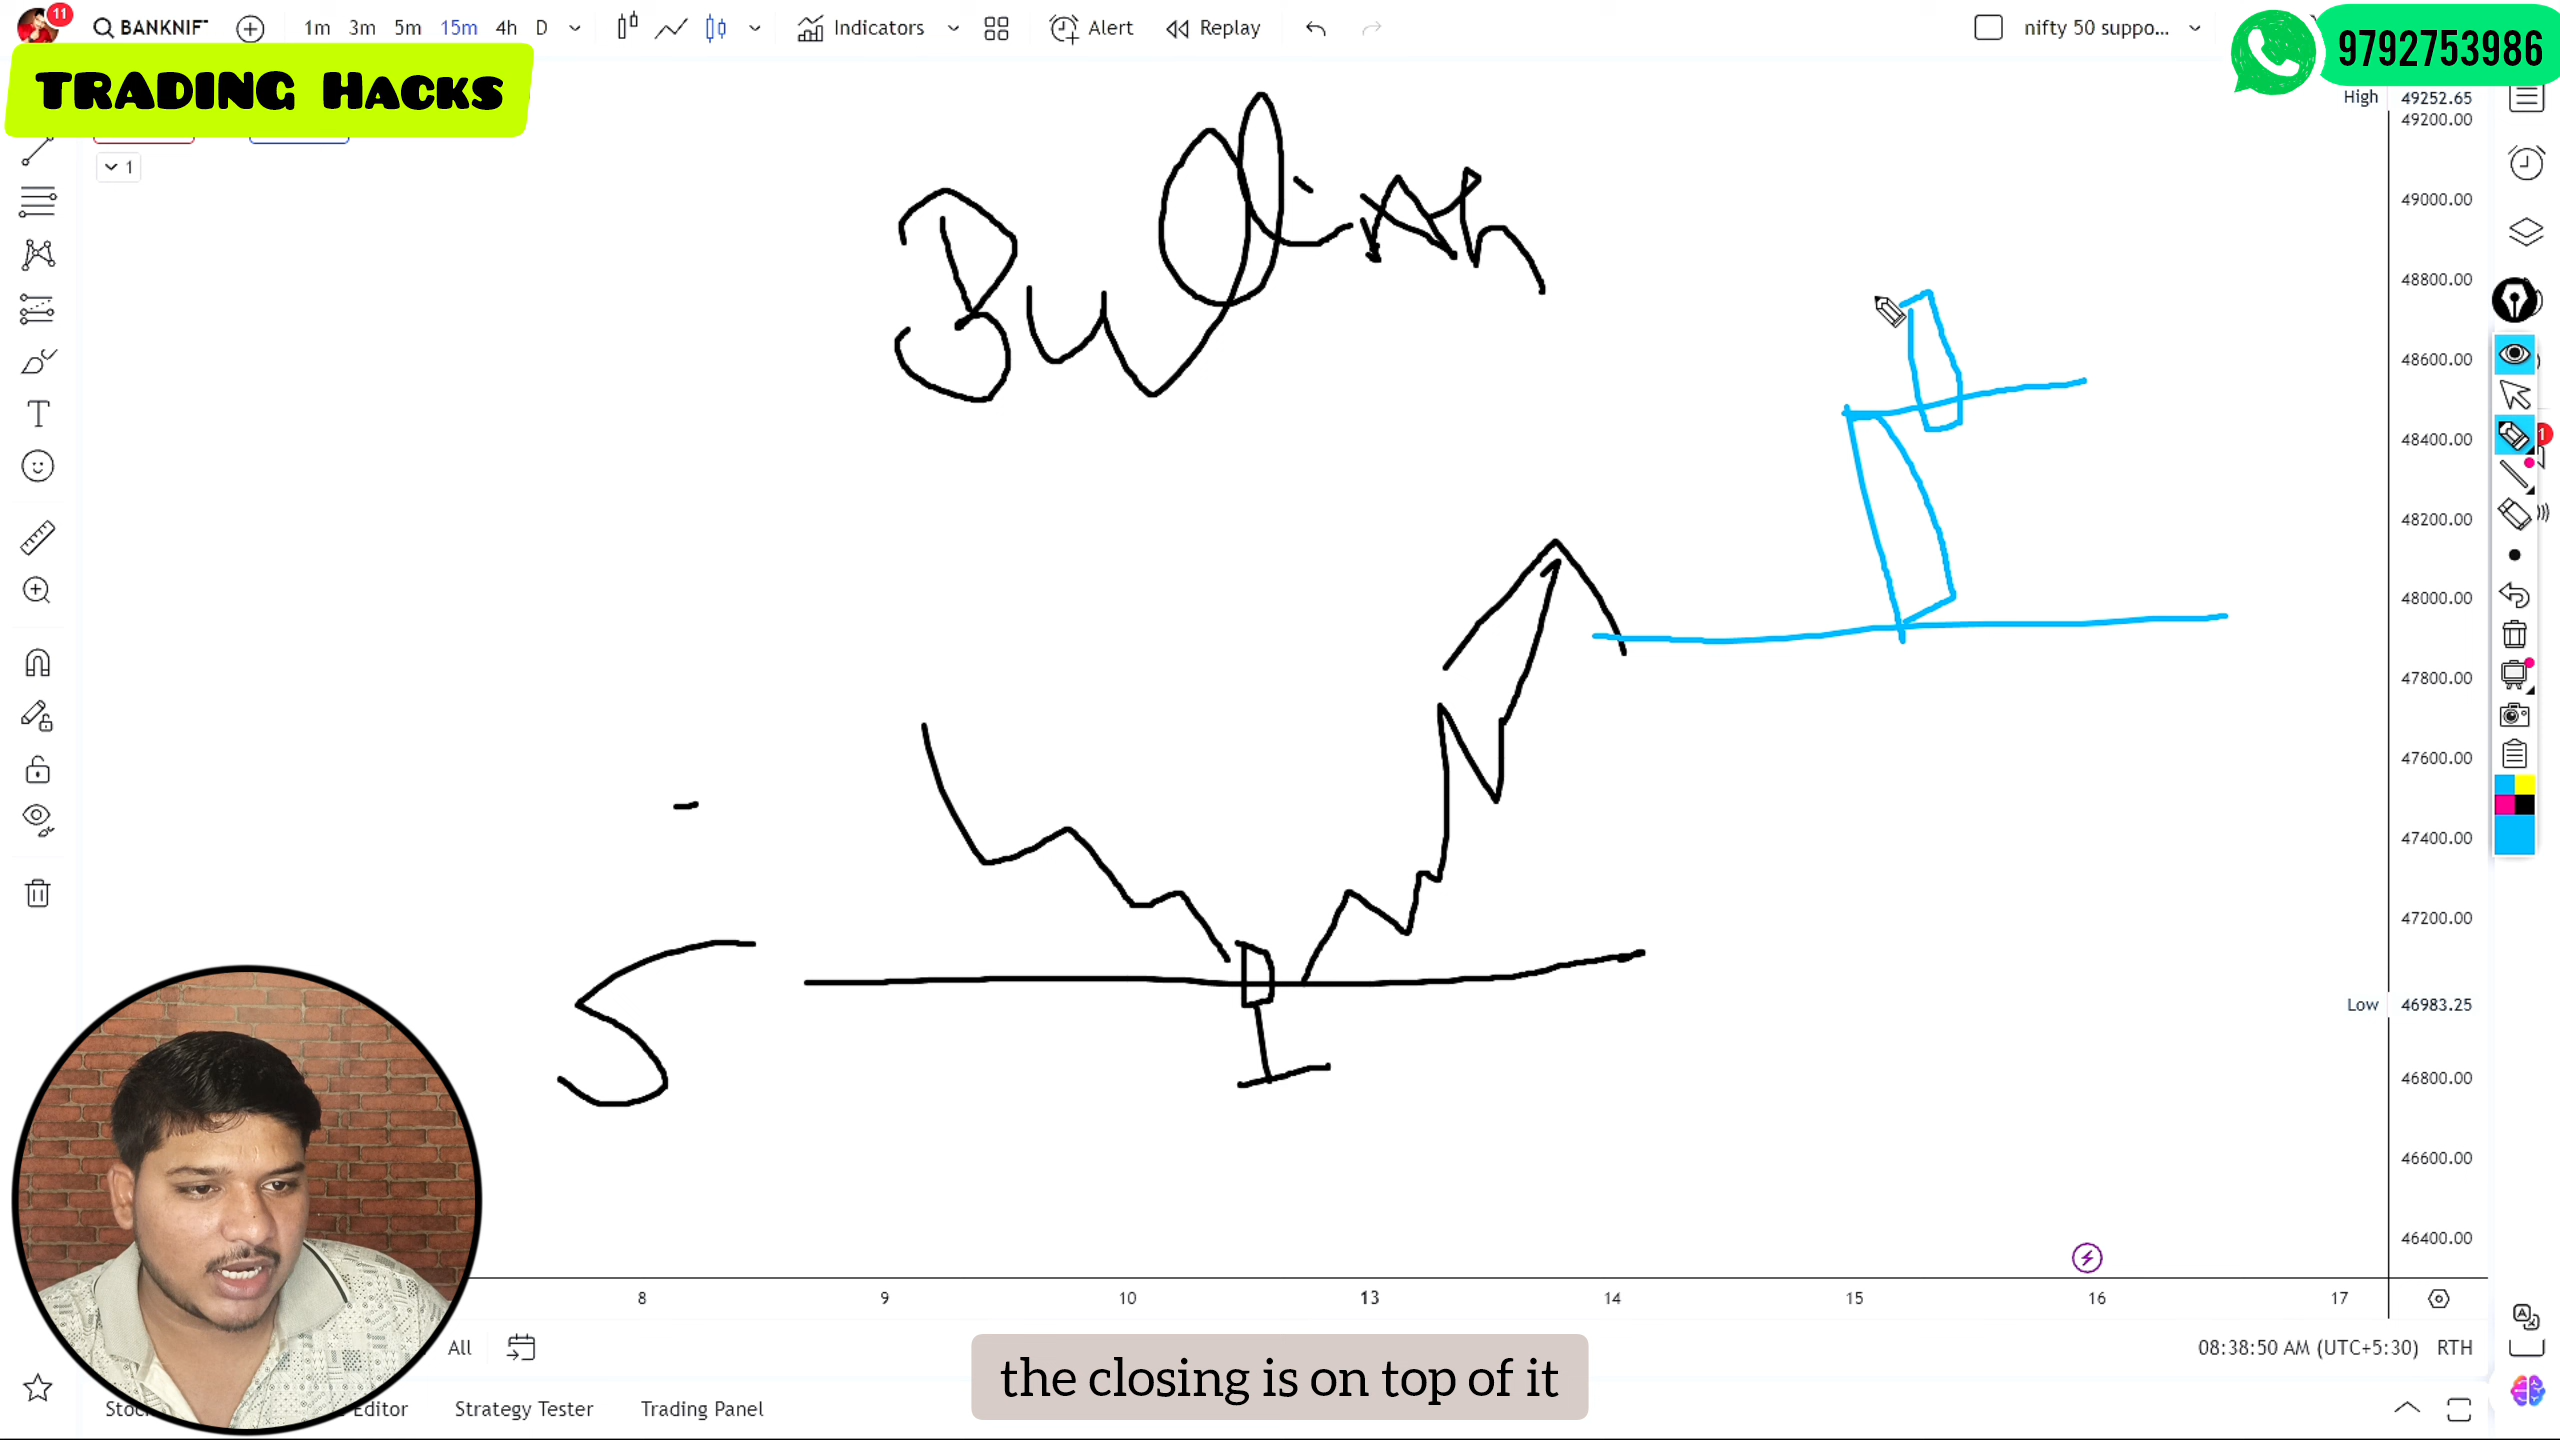 11
BANKNIF
1m 3m 5m 15m 4h D
Indicators
Alert
Replay
nifty 50 suppo...
9792753986
TRADING HACKS
1
High 49252.65
49200.00
49000.00
48800.00
48600.00
48400.00
48200.00
48000.00
47800.00
47600.00
47400.00
47200.00
Low 46983.25
46800.00
46600.00
46400.00
Bullish
S
1
8 9 10 13 14 15 16 17
All
08:38:50 AM (UTC+5:30) RTH
the closing is on top of it
Stoc Editor Strategy Tester Trading Panel